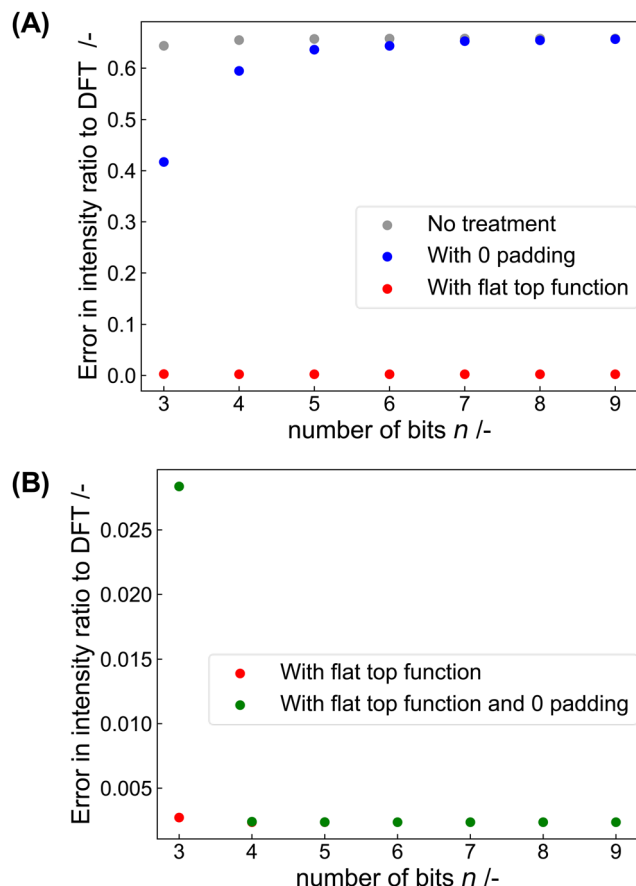 (A)
Error in intensity ratio to DFT /-
0.6
0.5
0.4
0.3
0.2
0.1
0.0
No treatment
With 0 padding
With flat top function
3 4 5 6 7 8 9
number of bits n /-
(B)
Error in intensity ratio to DFT /-
0.025
0.020
0.015
0.010
0.005
With flat top function
With flat top function and 0 padding
3 4 5 6 7 8 9
number of bits n /-